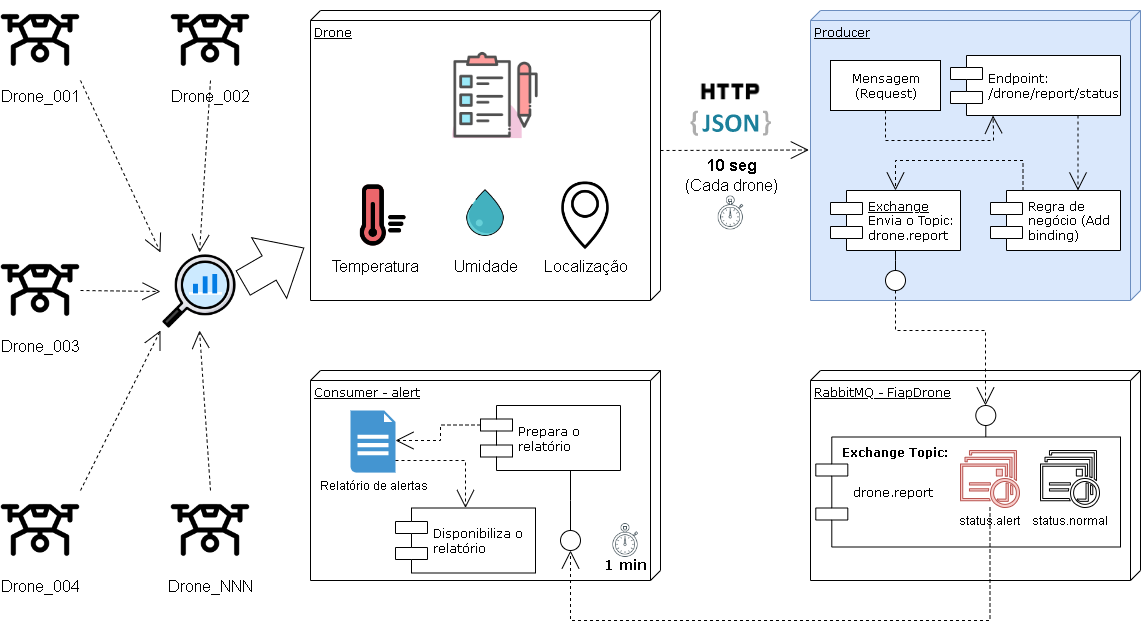 Drone_001
Drone_002
Drone_003
Drone_004
Drone_NNN
Drone
Temperatura
Umidade
Localização
HTTP
{JSON}
10 seg
(Cada drone)
Producer
Mensagem
(Request)
Endpoint:
/drone/report/status
Exchange
Envia o Topic:
drone.report
Regra de
negócio (Add
binding)
Consumer - alert
Relatório de alertas
Prepara o
relatório
Disponibiliza o
relatório
1 min
RabbitMQ - FiapDrone
Exchange Topic:
drone.report
status.alert
status.normal